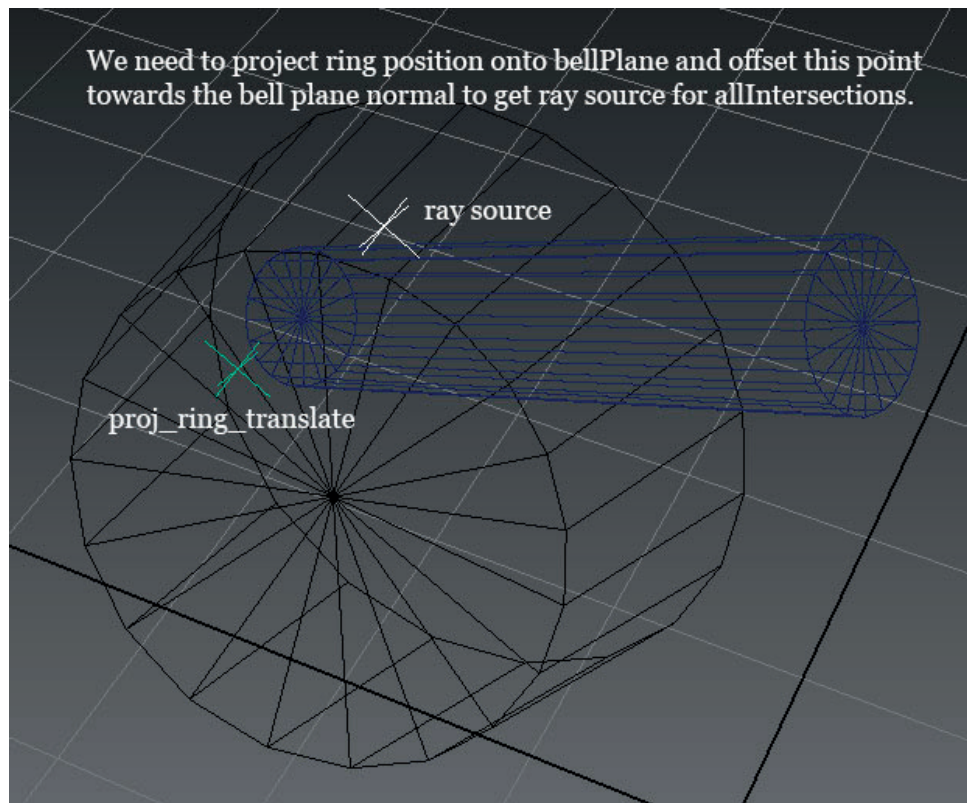 We need to project ring position onto bellPlane and offset this point
towards the bell plane normal to get ray source for allIntersections.
ray source
proj_ring_translate